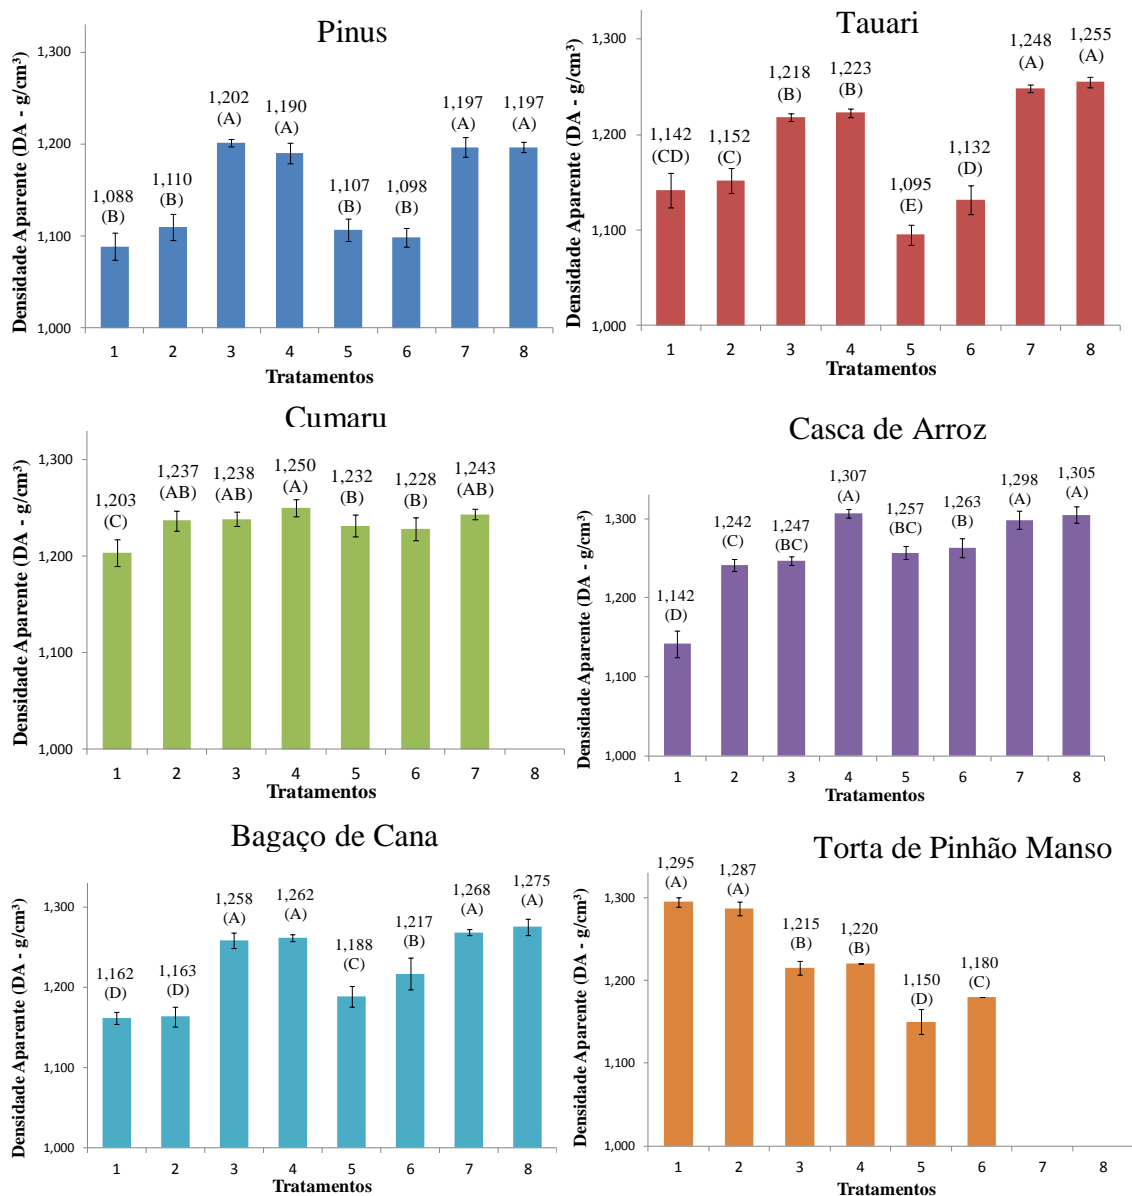 Pinus
Densidade Aparente (DA - g/cm³)
1,300
1,200
1,100
1,000
1,088
(B)
1,110
(B)
1,202
(A)
1,190
(A)
1,107
(B)
1,098
(B)
1,197
(A)
1,197
(A)
1 2 3 4 5 6 7 8
Tratamentos
Tauari
Densidade Aparente (DA - g/cm³)
1,300
1,200
1,100
1,000
1,142
(CD)
1,152
(C)
1,218
(B)
1,223
(B)
1,095
(E)
1,132
(D)
1,248
(A)
1,255
(A)
1 2 3 4 5 6 7 8
Tratamentos
Cumaru
Densidade Aparente (DA - g/cm³)
1,300
1,200
1,100
1,000
1,203
(C)
1,237
(AB)
1,238
(AB)
1,250
(A)
1,232
(B)
1,228
(B)
1,243
(AB)
1 2 3 4 5 6 7 8
Tratamentos
Casca de Arroz
Densidade Aparente (DA - g/cm³)
1,300
1,200
1,100
1,000
1,142
(D)
1,242
(C)
1,247
(BC)
1,307
(A)
1,257
(BC)
1,263
(B)
1,298
(A)
1,305
(A)
1 2 3 4 5 6 7 8
Tratamentos
Bagaço de Cana
Densidade Aparente (DA - g/cm³)
1,300
1,200
1,100
1,000
1,162
(D)
1,163
(D)
1,258
(A)
1,262
(A)
1,188
(C)
1,217
(B)
1,268
(A)
1,275
(A)
1 2 3 4 5 6 7 8
Tratamentos
Torta de Pinhão Manso
Densidade Aparente (DA - g/cm³)
1,300
1,200
1,100
1,000
1,295
(A)
1,287
(A)
1,215
(B)
1,220
(B)
1,150
(D)
1,180
(C)
1 2 3 4 5 6 7 8
Tratamentos